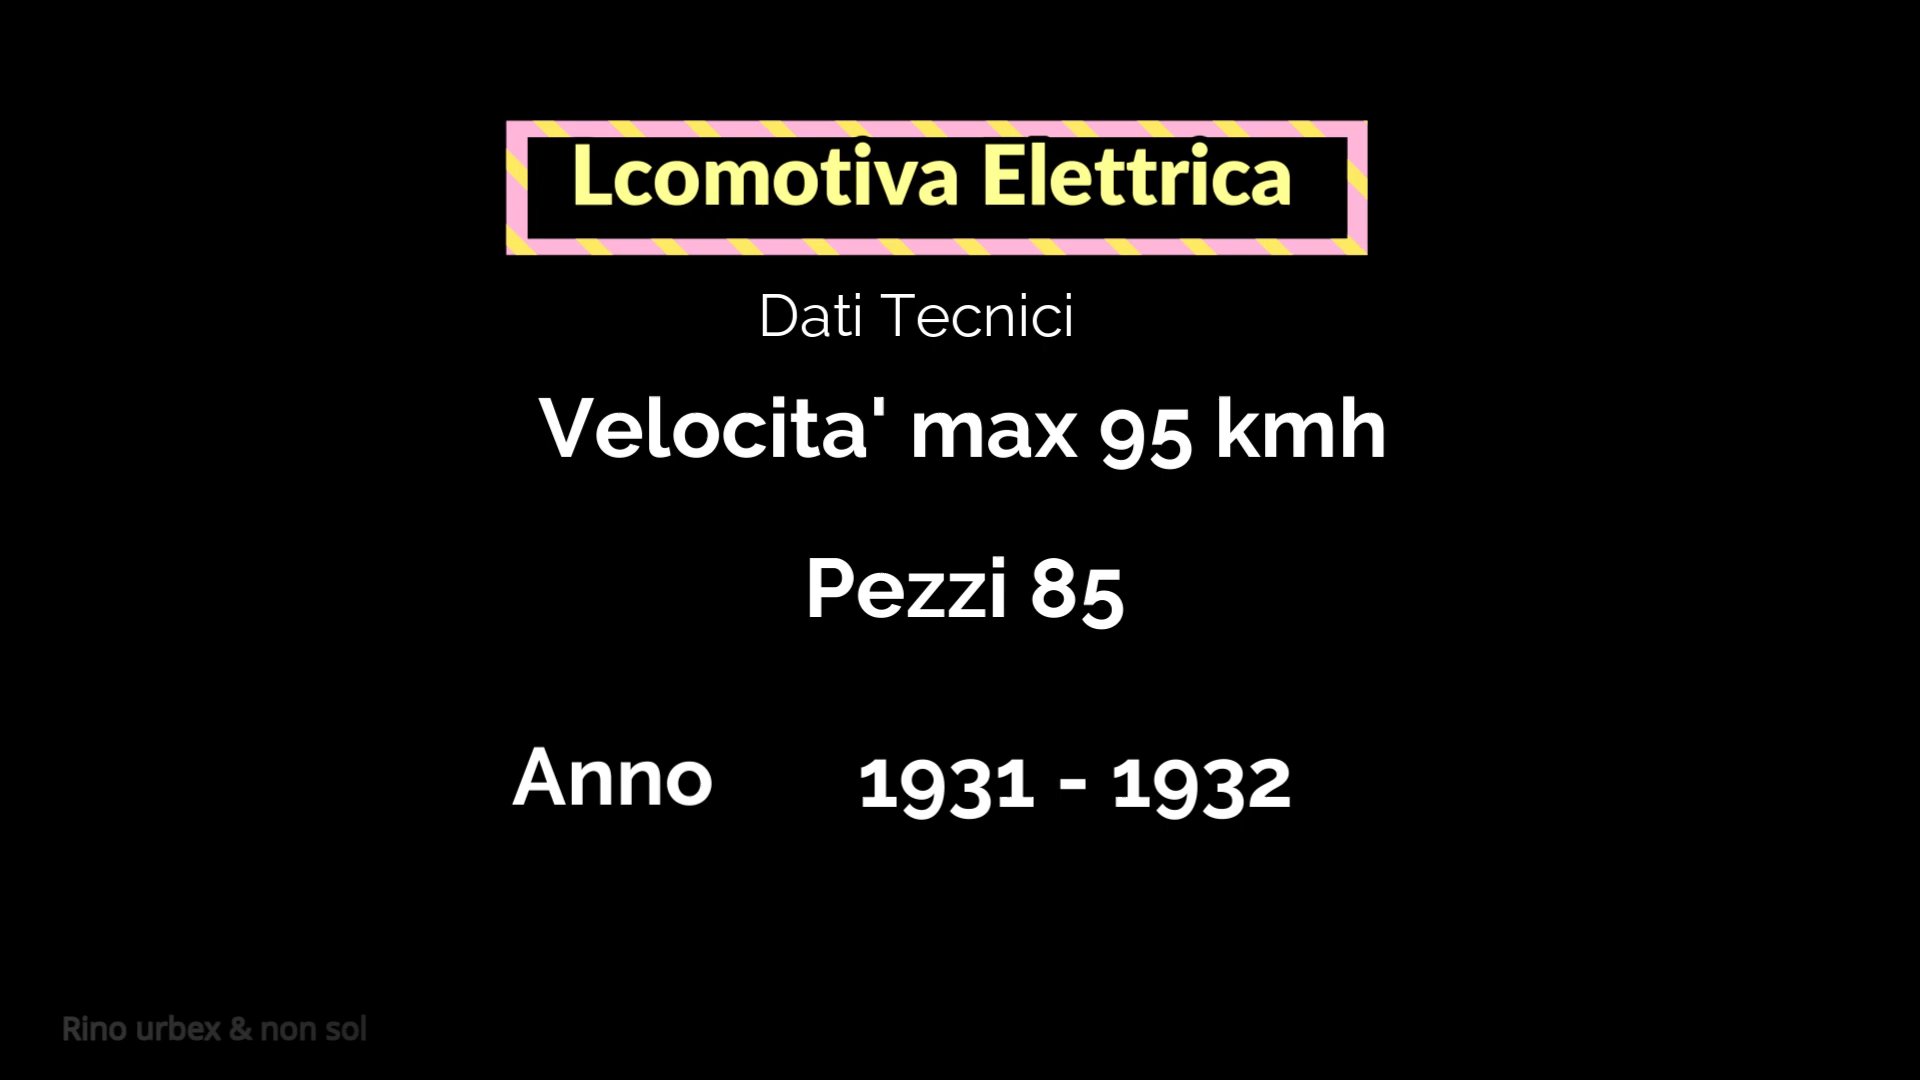 Lcomotiva Elettrica
Dati Tecnici
Velocita' max 95 kmh
Pezzi 85
Anno 1931 - 1932
Rino urbex & non sol